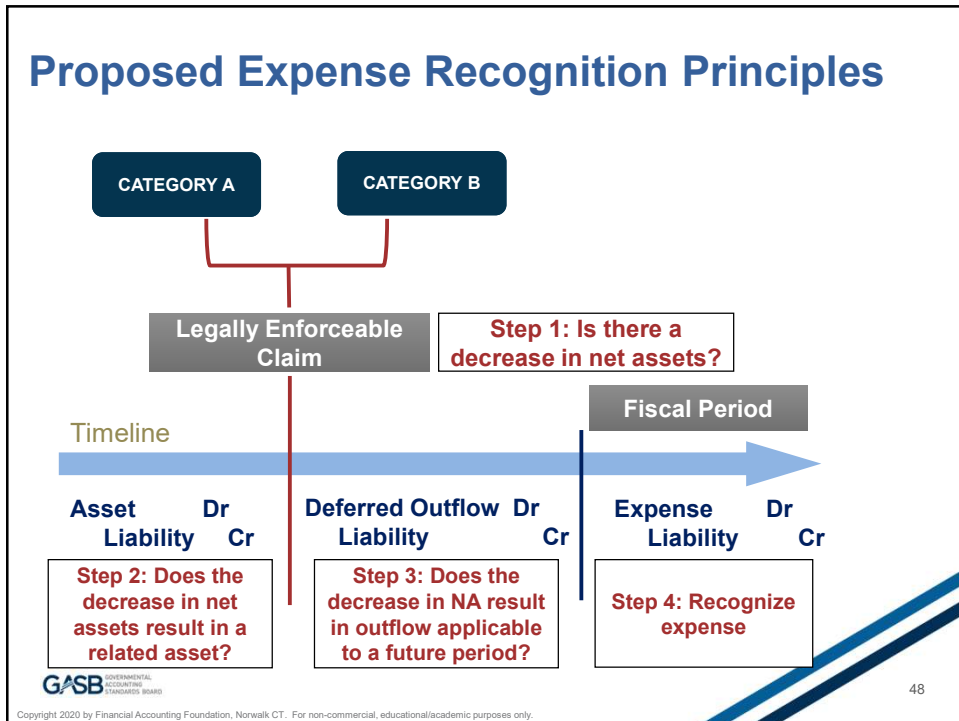 Proposed Expense Recognition Principles
CATEGORY A
CATEGORY B
Legally Enforceable
Claim
Step 1: Is there a
decrease in net assets?
Fiscal Period
Timeline
Asset Dr
Liability Cr
Deferred Outflow Dr
Liability Cr
Expense Dr
Liability Cr
Step 2: Does the
decrease in net
assets result in a
related asset?
Step 3: Does the
decrease in NA result
in outflow applicable
to a future period?
Step 4: Recognize
expense
GASB GOVERNMENTAL
ACCOUNTING
STANDARDS BOARD
48
Copyright 2020 by Financial Accounting Foundation, Norwalk CT. For non-commercial, educational/academic purposes only.